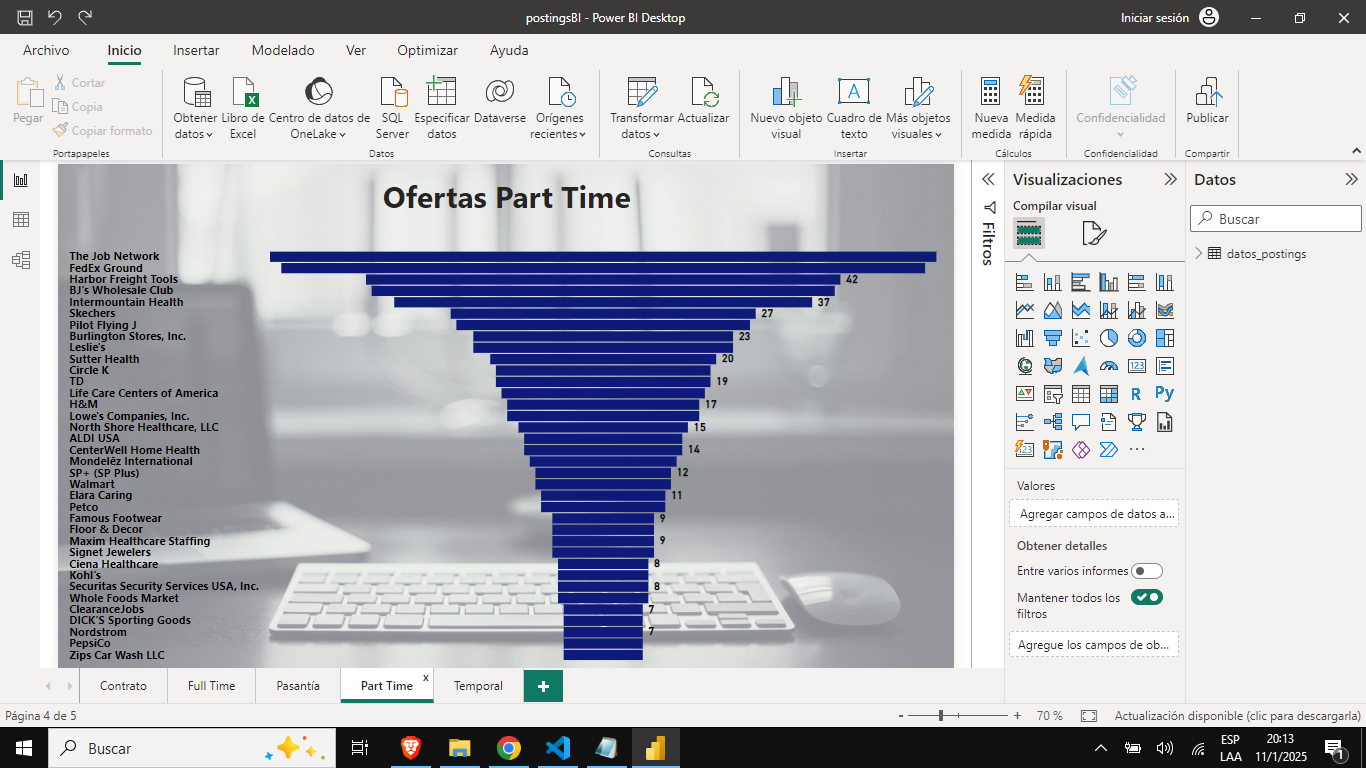 postingsBI - Power BI Desktop
Iniciar sesión
Archivo
Inicio
Insertar
Modelado
Ver
Optimizar
Ayuda
Pegar
Cortar
Copia
Copiar formato
Portapapeles
Obtener datos
Libro de Excel
Centro de datos de OneLake
SQL Server
Especificar datos
Dataverse
Orígenes recientes
Datos
Transformar datos
Actualizar
Consultas
Nuevo objeto visual
Cuadro de texto
Más objetos visuales
Insertar
Nueva medida
Medida rápida
Cálculos
Confidencialidad
Confidencialidad
Publicar
Compartir
Ofertas Part Time
The Job Network
FedEx Ground
Harbor Freight Tools 42
BJ's Wholesale Club
Intermountain Health 37
Skechers 27
Pilot Flying J
Burlington Stores, Inc. 23
Leslie's
Sutter Health 20
Circle K
TD 19
Life Care Centers of America
H&M 17
Lowe's Companies, Inc.
North Shore Healthcare, LLC 15
ALDI USA
CenterWell Home Health 14
Mondelēz International
SP+ (SP Plus) 12
Walmart
Elara Caring 11
Petco
Famous Footwear 9
Floor & Decor
Maxim Healthcare Staffing 9
Signet Jewelers
Ciena Healthcare 8
Kohl's
Securitas Security Services USA, Inc. 8
Whole Foods Market
ClearanceJobs 7
DICK'S Sporting Goods
Nordstrom 7
PepsiCo
Zips Car Wash LLC
Filtros
Visualizaciones
Compilar visual
R
Py
123
123
Valores
Agregar campos de datos a...
Obtener detalles
Entre varios informes
Mantener todos los filtros
Agregue los campos de ob...
Datos
Buscar
datos_postings
Contrato
Full Time
Pasantía
Part Time x
Temporal
+
Página 4 de 5
- + 70 %
Actualización disponible (clic para descargarla)
Buscar
ESP
LAA
20:13
11/1/2025
1